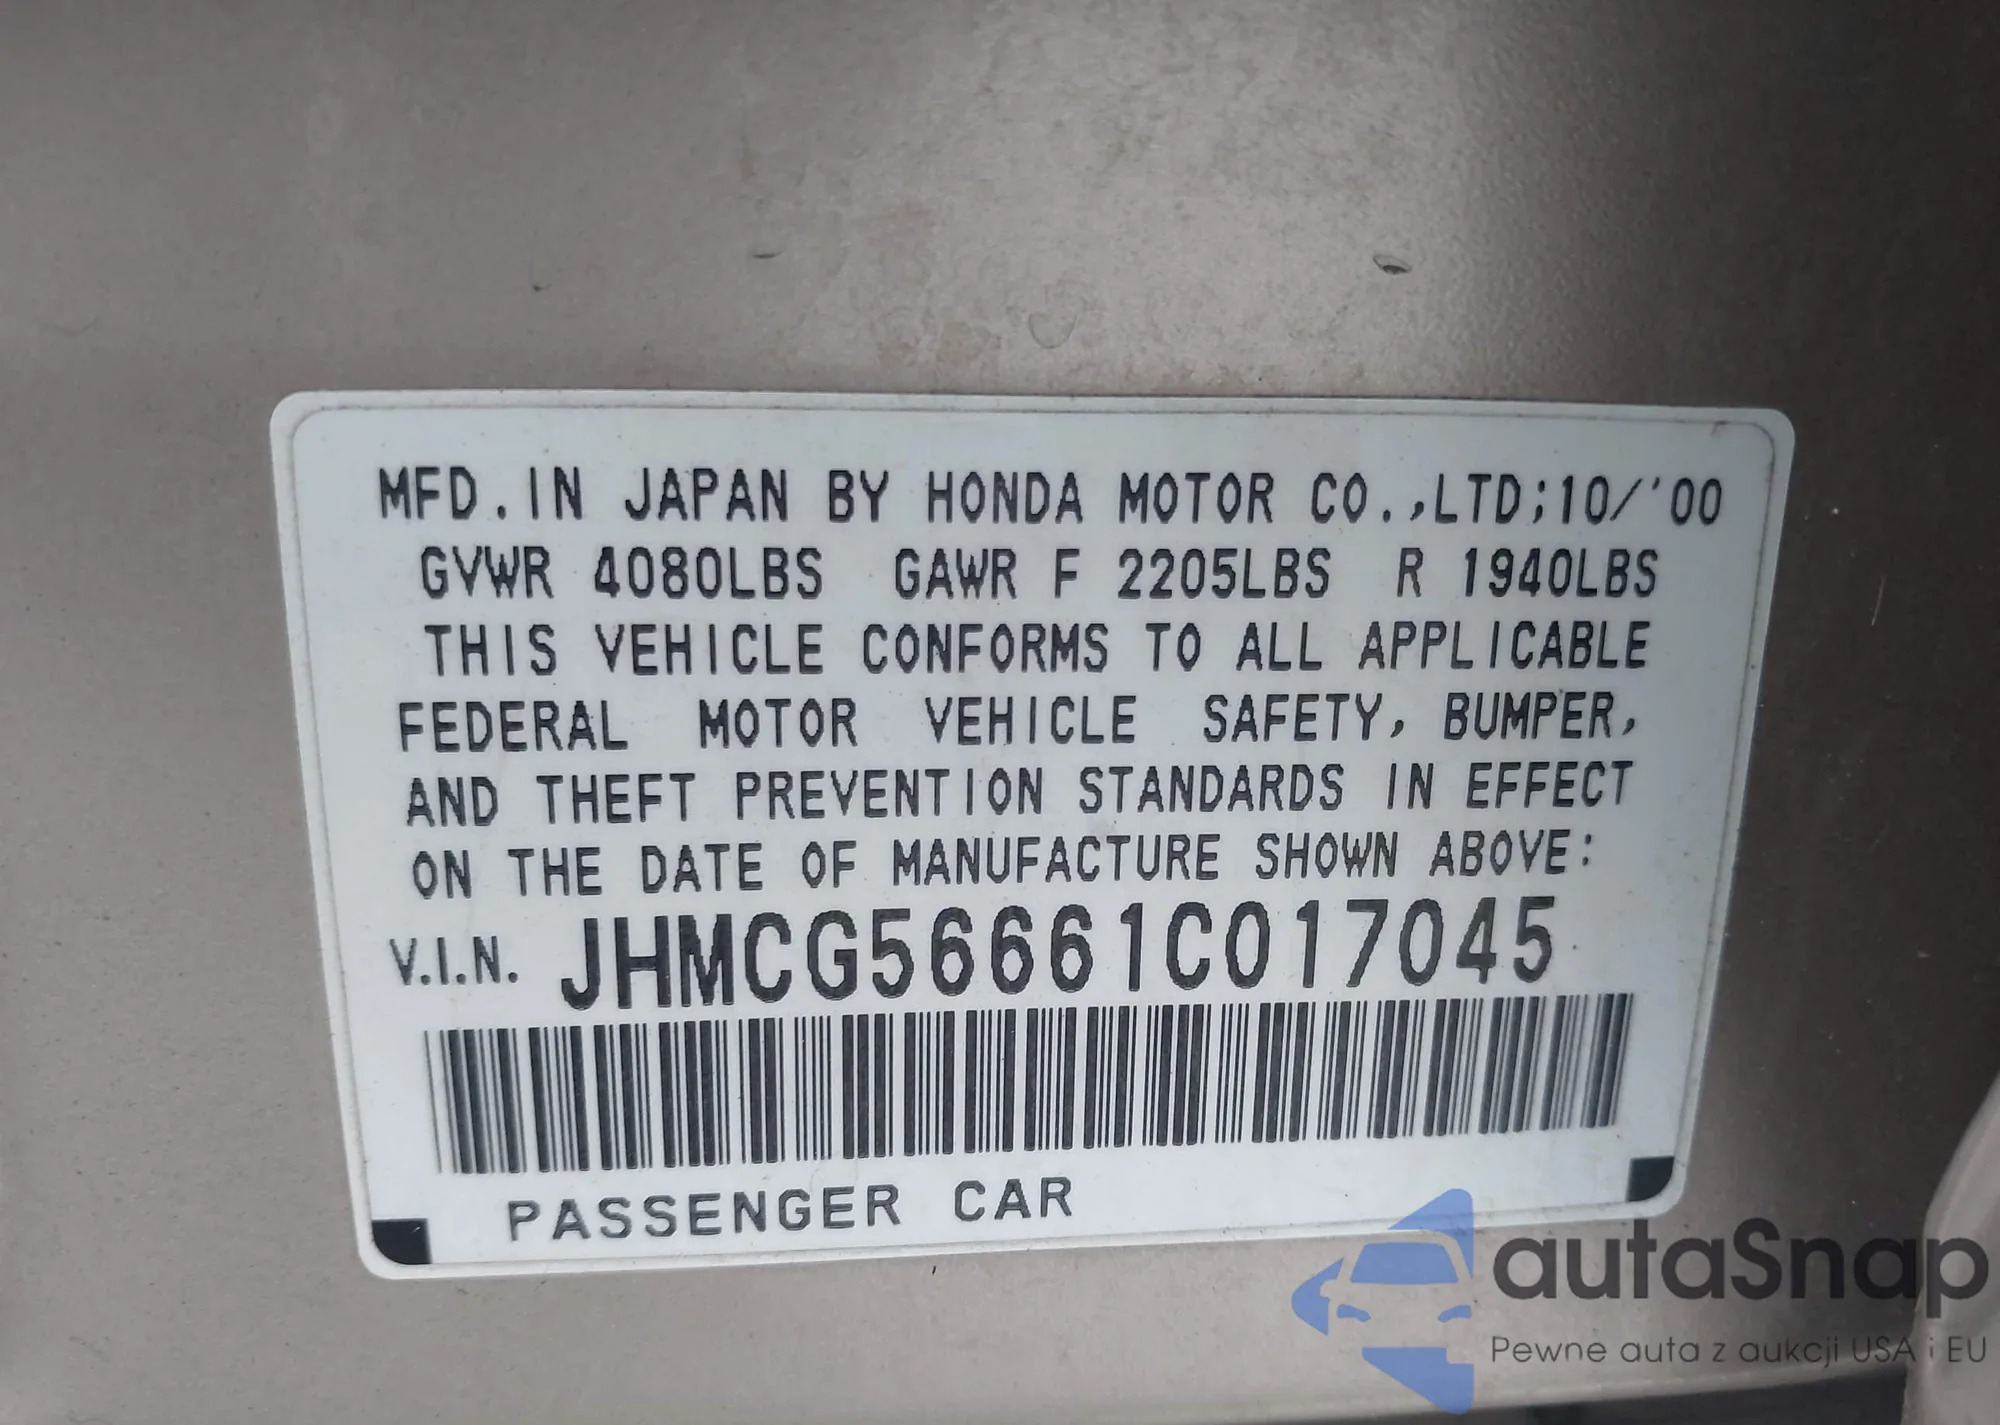 MFD. IN JAPAN BY HONDA MOTOR CO.,LTD;10/'00
GVWR 4080LBS GAWR F 2205LBS R 1940LBS
THIS VEHICLE CONFORMS TO ALL APPLICABLE
FEDERAL MOTOR VEHICLE SAFETY, BUMPER,
AND THEFT PREVENTION STANDARDS IN EFFECT
ON THE DATE OF MANUFACTURE SHOWN ABOVE:
V.I.N. JHMCG56661C017045
PASSENGER CAR
autaSnap
Pewne auta z aukcji USA i EU